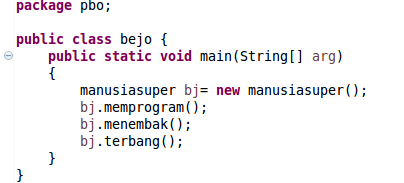 package pbo;
public class bejo {
    public static void main(String[] arg)
    {
        manusiasuper bj= new manusiasuper();
        bj.memprogram();
        bj.menembak();
        bj.terbang();
    }
}